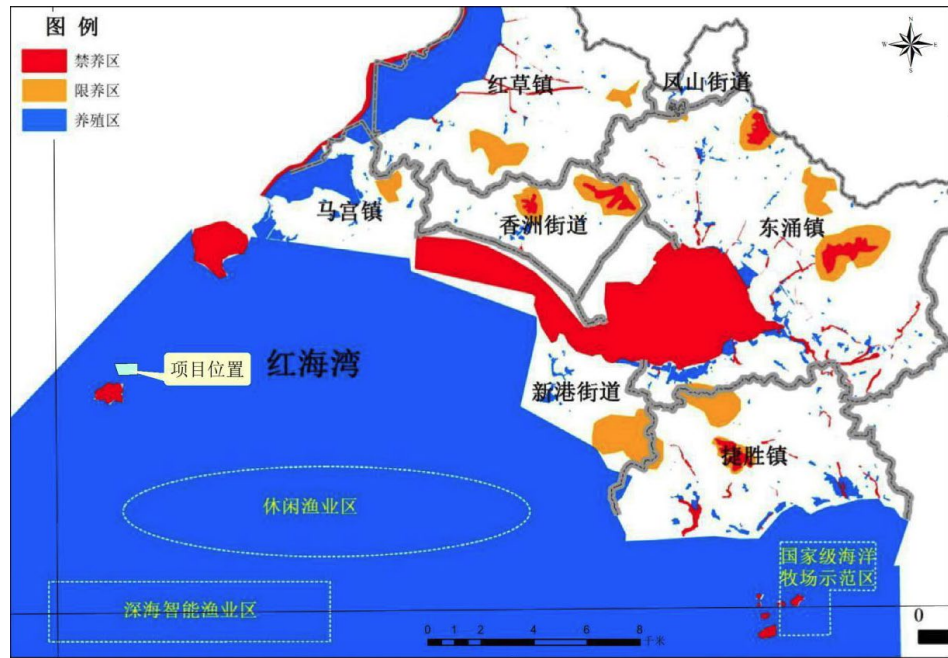 图 例
禁养区
限养区
养殖区
N
W
E
S
红草镇
凤山街道
马宫镇
香洲街道
东涌镇
项目位置
红海湾
新港街道
捷胜镇
休闲渔业区
国家级海洋
牧场示范区
深海智能渔业区
0 1 2 4 6 8
千米
0